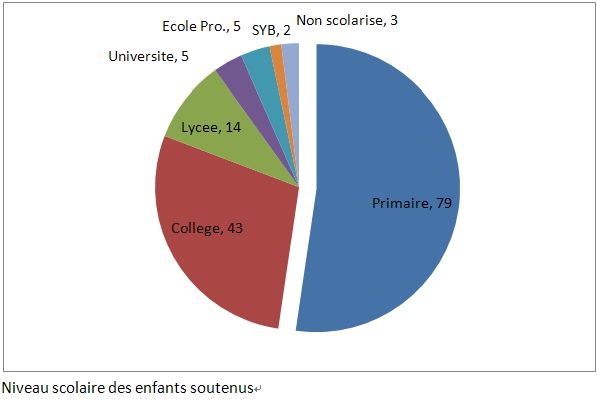 Non scolarise, 3
Ecole Pro., 5
SYB, 2
Universite, 5
Lycee, 14
Primaire, 79
College, 43
Niveau scolaire des enfants soutenus